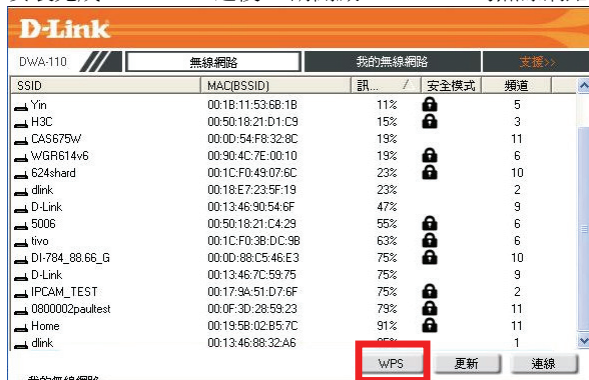 D-Link
DWA-110 無線網路 我的無線網路 支援>>
SSID MAC(BSSID) 訊... 安全模式 頻道
Yin 00:1B:11:53:6B:1B 11% 5
H3C 00:50:18:21:D1:C9 15% 3
CAS675W 00:0D:54:F8:32:8C 19% 11
WGR614v6 00:90:4C:7E:00:10 19% 6
624shard 00:1C:F0:49:07:6C 23% 10
dlink 00:18:E7:23:5F:19 23% 2
D-Link 00:13:46:90:54:6F 47% 9
5006 00:50:18:21:C4:29 55% 6
tivo 00:1C:F0:3B:DC:9B 63% 6
DI-784_88.66_G 00:0D:88:C5:46:E3 75% 10
D-Link 00:13:46:7C:59:75 75% 9
IPCAM_TEST 00:17:9A:51:D7:6F 75% 2
0800002paultest 00:0F:3D:28:59:23 79% 11
Home 00:19:5B:02:B5:7C 91% 11
dlink 00:13:46:88:32:A6 1
WPS 更新 連線
我的無線網路